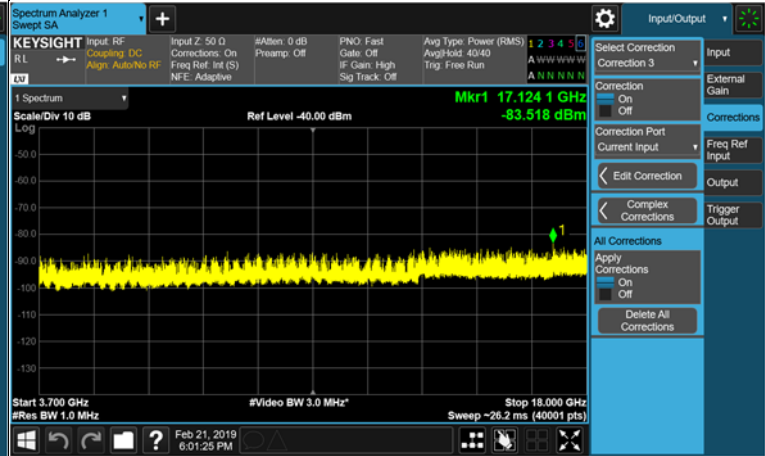 Spectrum Analyzer 1
Swept SA
Input/Output
KEYSIGHT
RL
LXI
Input: RF
Coupling: DC
Align: Auto/No RF
Input Z: 50 Ω
Corrections: On
Freq Ref: Int (S)
NFE: Adaptive
#Atten: 0 dB
Preamp: Off
PNO: Fast
Gate: Off
IF Gain: High
Sig Track: Off
Avg Type: Power (RMS)
Avg|Hold: 40/40
Trig: Free Run
1 2 3 4 5 6
A W W W W W
A N N N N N
1 Spectrum
Scale/Div 10 dB
Ref Level -40.00 dBm
Mkr1 17.124 1 GHz
-83.518 dBm
Log
-50.0
-60.0
-70.0
-80.0
-90.0
-100
-110
-120
-130
1
Start 3.700 GHz
#Video BW 3.0 MHz*
Stop 18.000 GHz
#Res BW 1.0 MHz
Sweep ~26.2 ms (40001 pts)
?
Feb 21, 2019
6:01:25 PM
Select Correction
Correction 3
Correction
On
Off
Correction Port
Current Input
Edit Correction
Complex
Corrections
All Corrections
Apply
Corrections
On
Off
Delete All
Corrections
Input
External
Gain
Corrections
Freq Ref
Input
Output
Trigger
Output